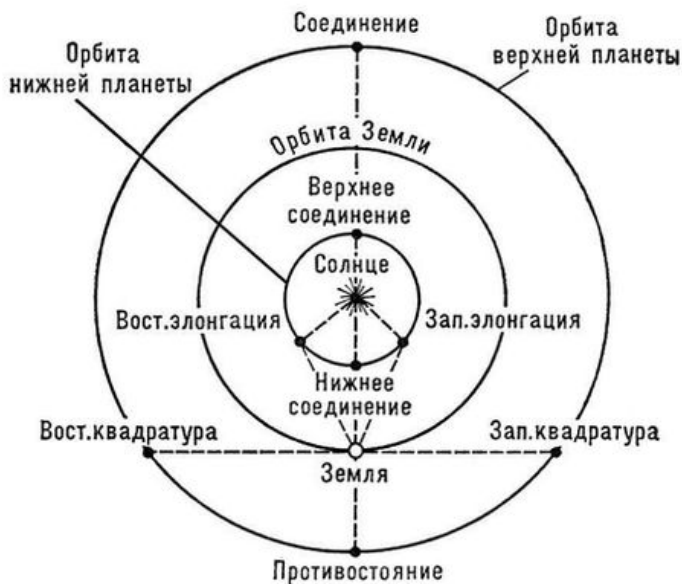 Соединение
Орбита
нижней планеты
Орбита
верхней планеты
Орбита Земли
Верхнее
соединение
Солнце
Вост.элонгация
Зап.элонгация
Нижнее
соединение
Вост.квадратура
Зап.квадратура
Земля
Противостояние